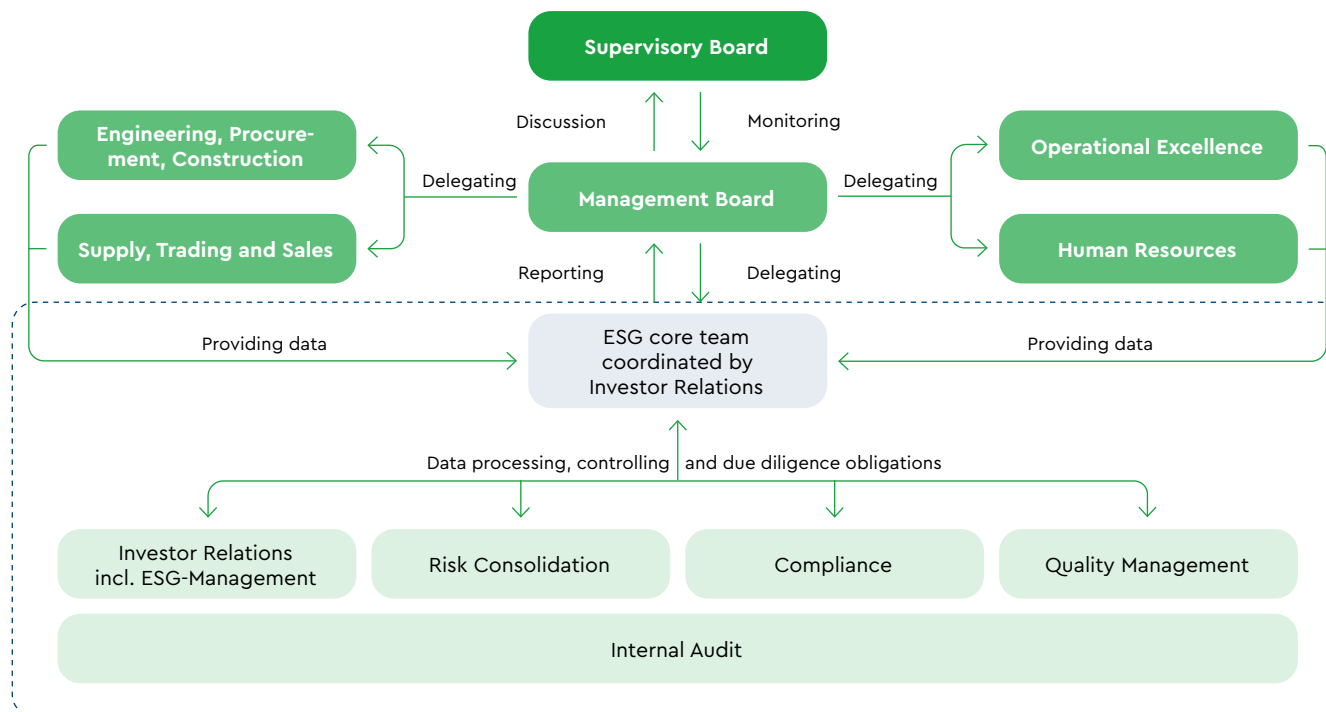 Supervisory Board
Discussion
Monitoring
Engineering, Procure-
ment, Construction
Operational Excellence
Delegating
Management Board
Delegating
Supply, Trading and Sales
Human Resources
Reporting
Delegating
Providing data
ESG core team
coordinated by
Investor Relations
Providing data
Data processing, controlling and due diligence obligations
Investor Relations
incl. ESG-Management
Risk Consolidation
Compliance
Quality Management
Internal Audit